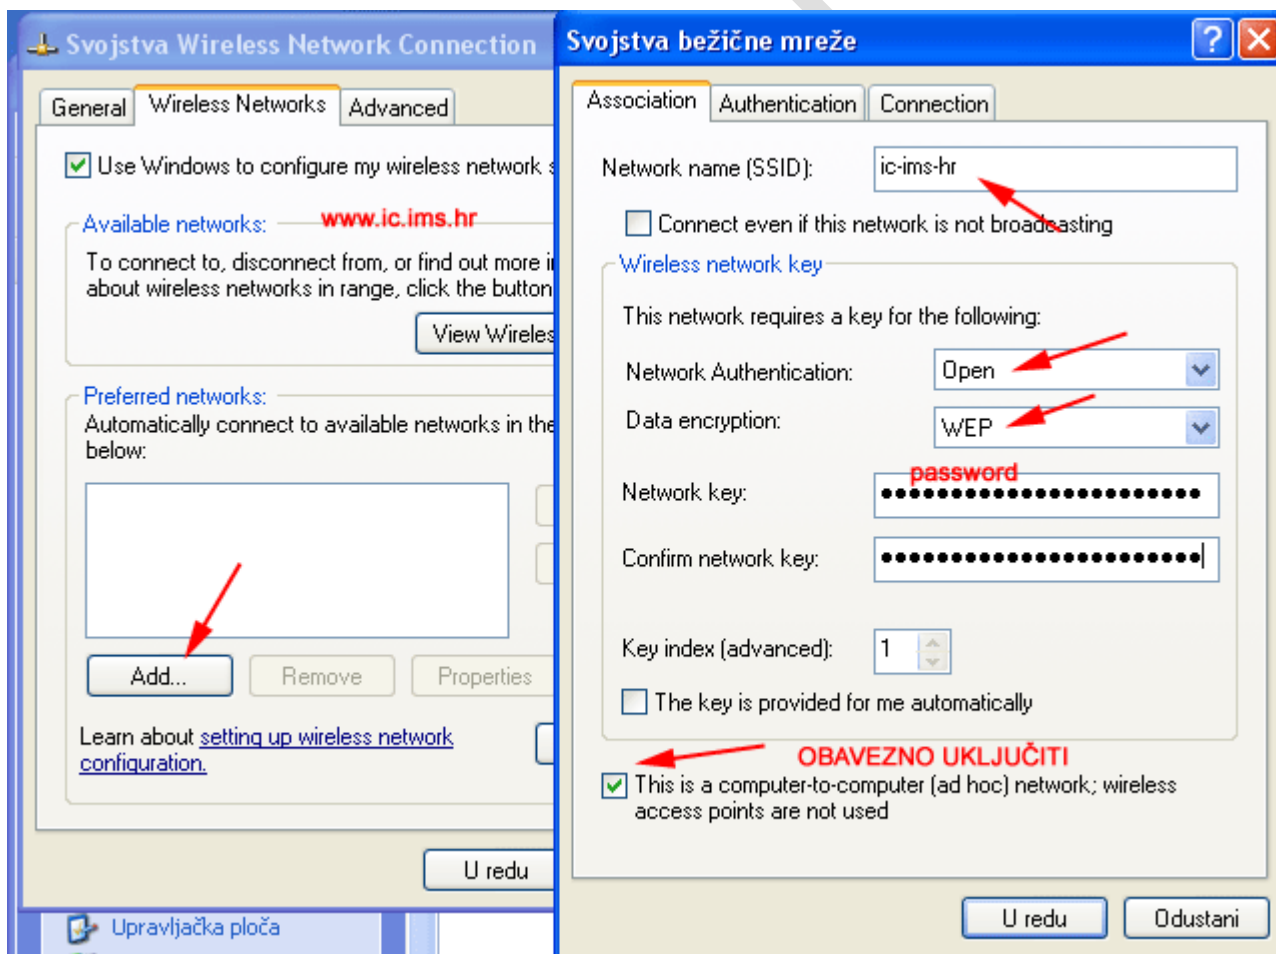 Svojstva Wireless Network Connection
General Wireless Networks Advanced
Use Windows to configure my wireless network
www.ic.ims.hr
Available networks:
To connect to, disconnect from, or find out more
about wireless networks in range, click the button
View
Preferred networks:
Automatically connect to available networks in the
below:
Add... Remove Properties
Learn about setting up wireless network
configuration.
U redu
Upravljačka ploča
Svojstva bežične mreže
Association Authentication Connection
Network name (SSID): ic-ims-hr
Connect even if this network is not broadcasting
Wireless network key
This network requires a key for the following:
Network Authentication: Open
Data encryption: WEP
password
Network key: ●●●●●●●●●●●●●●●●●●●●●●●
Confirm network key: ●●●●●●●●●●●●●●●●●●●●●●●
Key index (advanced): 1
The key is provided for me automatically
OBAVEZNO UKLJUČITI
This is a computer-to-computer (ad hoc) network; wireless
access points are not used
U redu Odustani